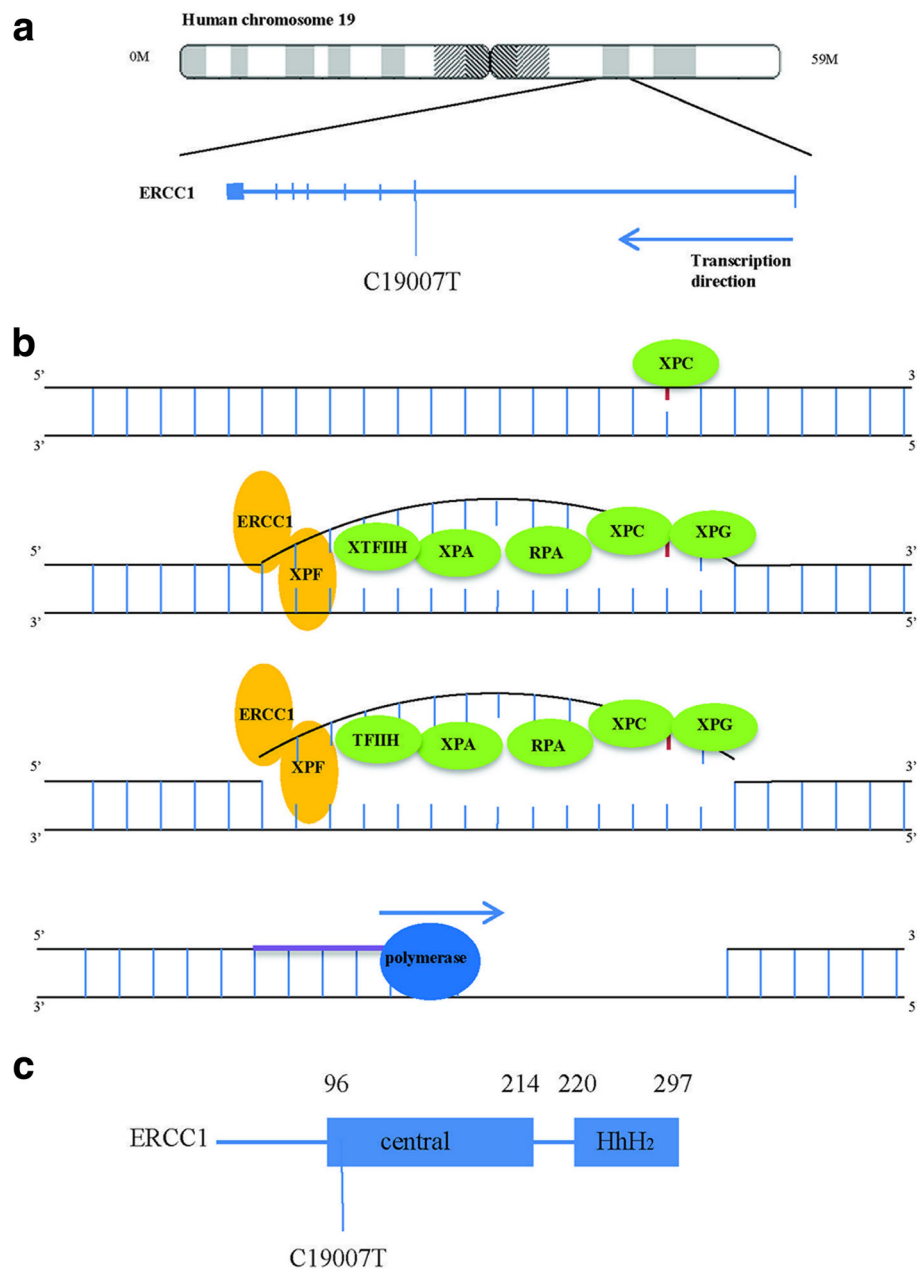 a
Human chromosome 19
0M
59M
ERCC1
C19007T
Transcription
direction
b
XPC
5’
3
3’
5
ERCC1
XPF
XTFIIH
XPA
RPA
XPC
XPG
5’
3’
3’
5’
ERCC1
XPF
TFIIH
XPA
RPA
XPC
XPG
5’
3’
3’
5’
5’
3
polymerase
3’
5
c
96 214 220 297
ERCC1
central
HhH₂
C19007T